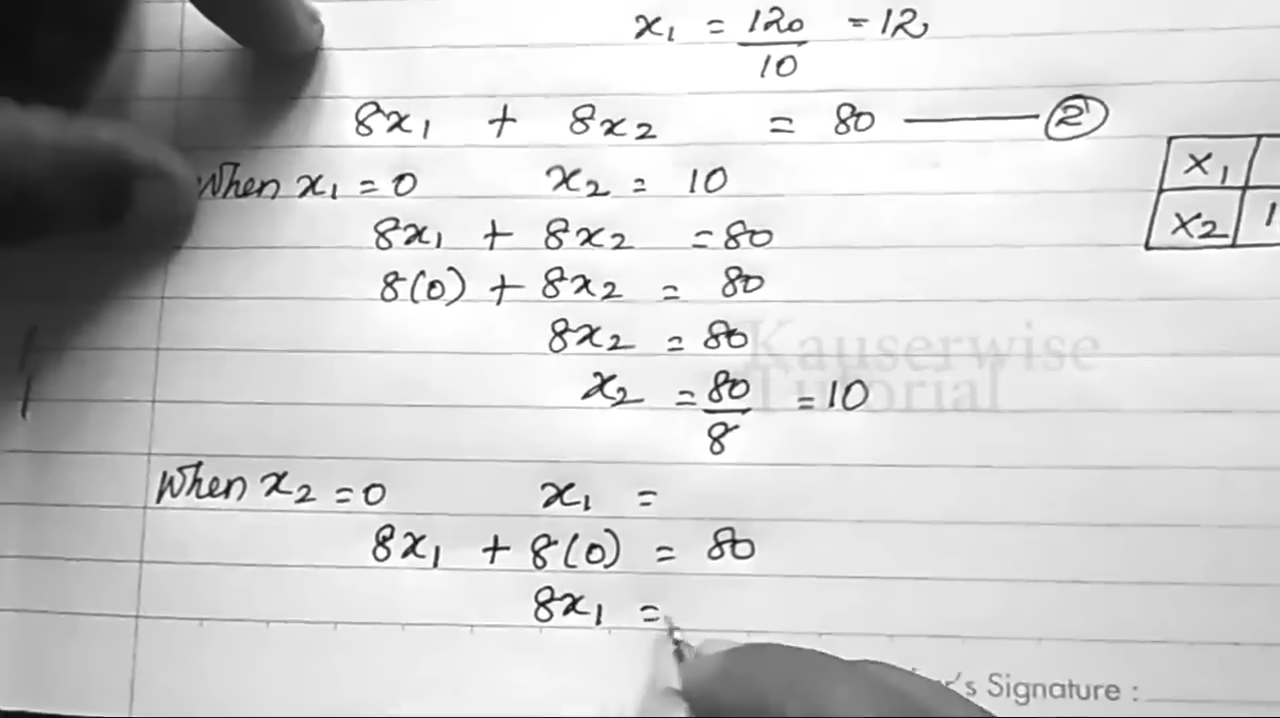 x₁ = 120/10 = 12
8x₁ + 8x₂ = 80 —— ②
When x₁ = 0 x₂ = 10
8x₁ + 8x₂ = 80
8(0) + 8x₂ = 80
8x₂ = 80
x₂ = 80/8 = 10
When x₂ = 0 x₁ =
8x₁ + 8(0) = 80
8x₁ =
x₁
x₂ 1
Kauserwise
Tutorial
's Signature :